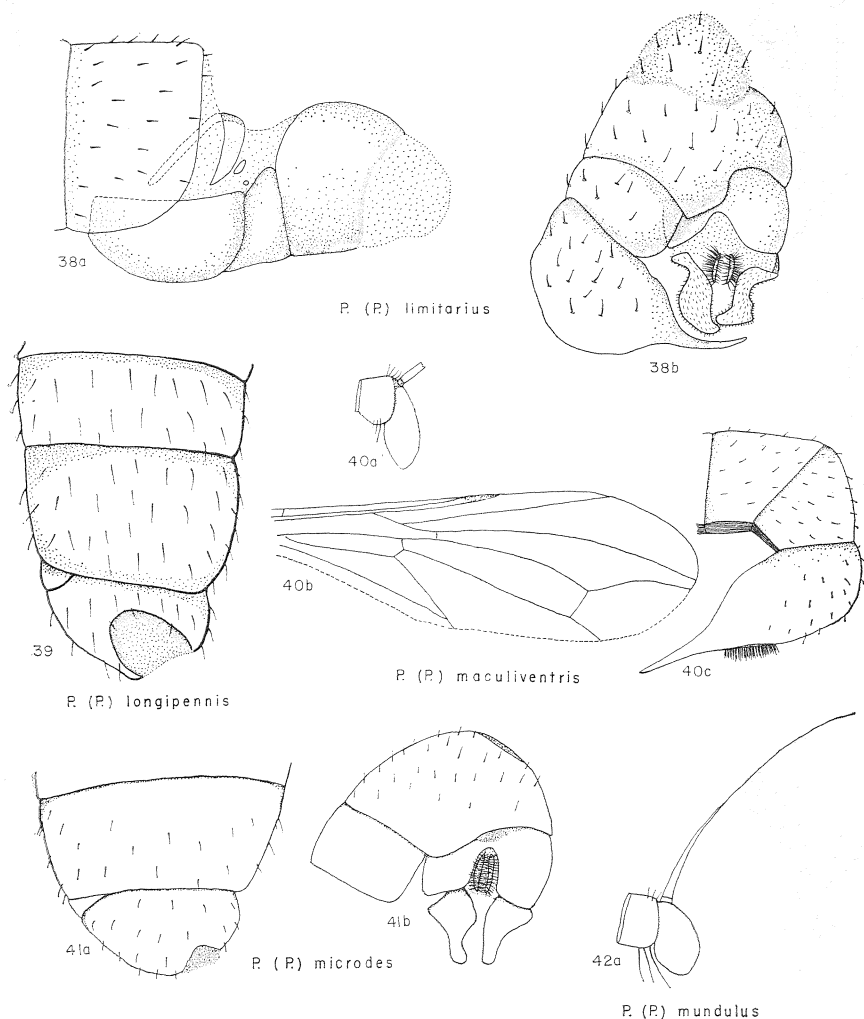 38a
P. (P.) limitarius
38b
40a
40b
39
P. (P.) longipennis
P. (P.) maculiventris
40c
41a
41b
P. (P.) microdes
42a
P. (P.) mundulus